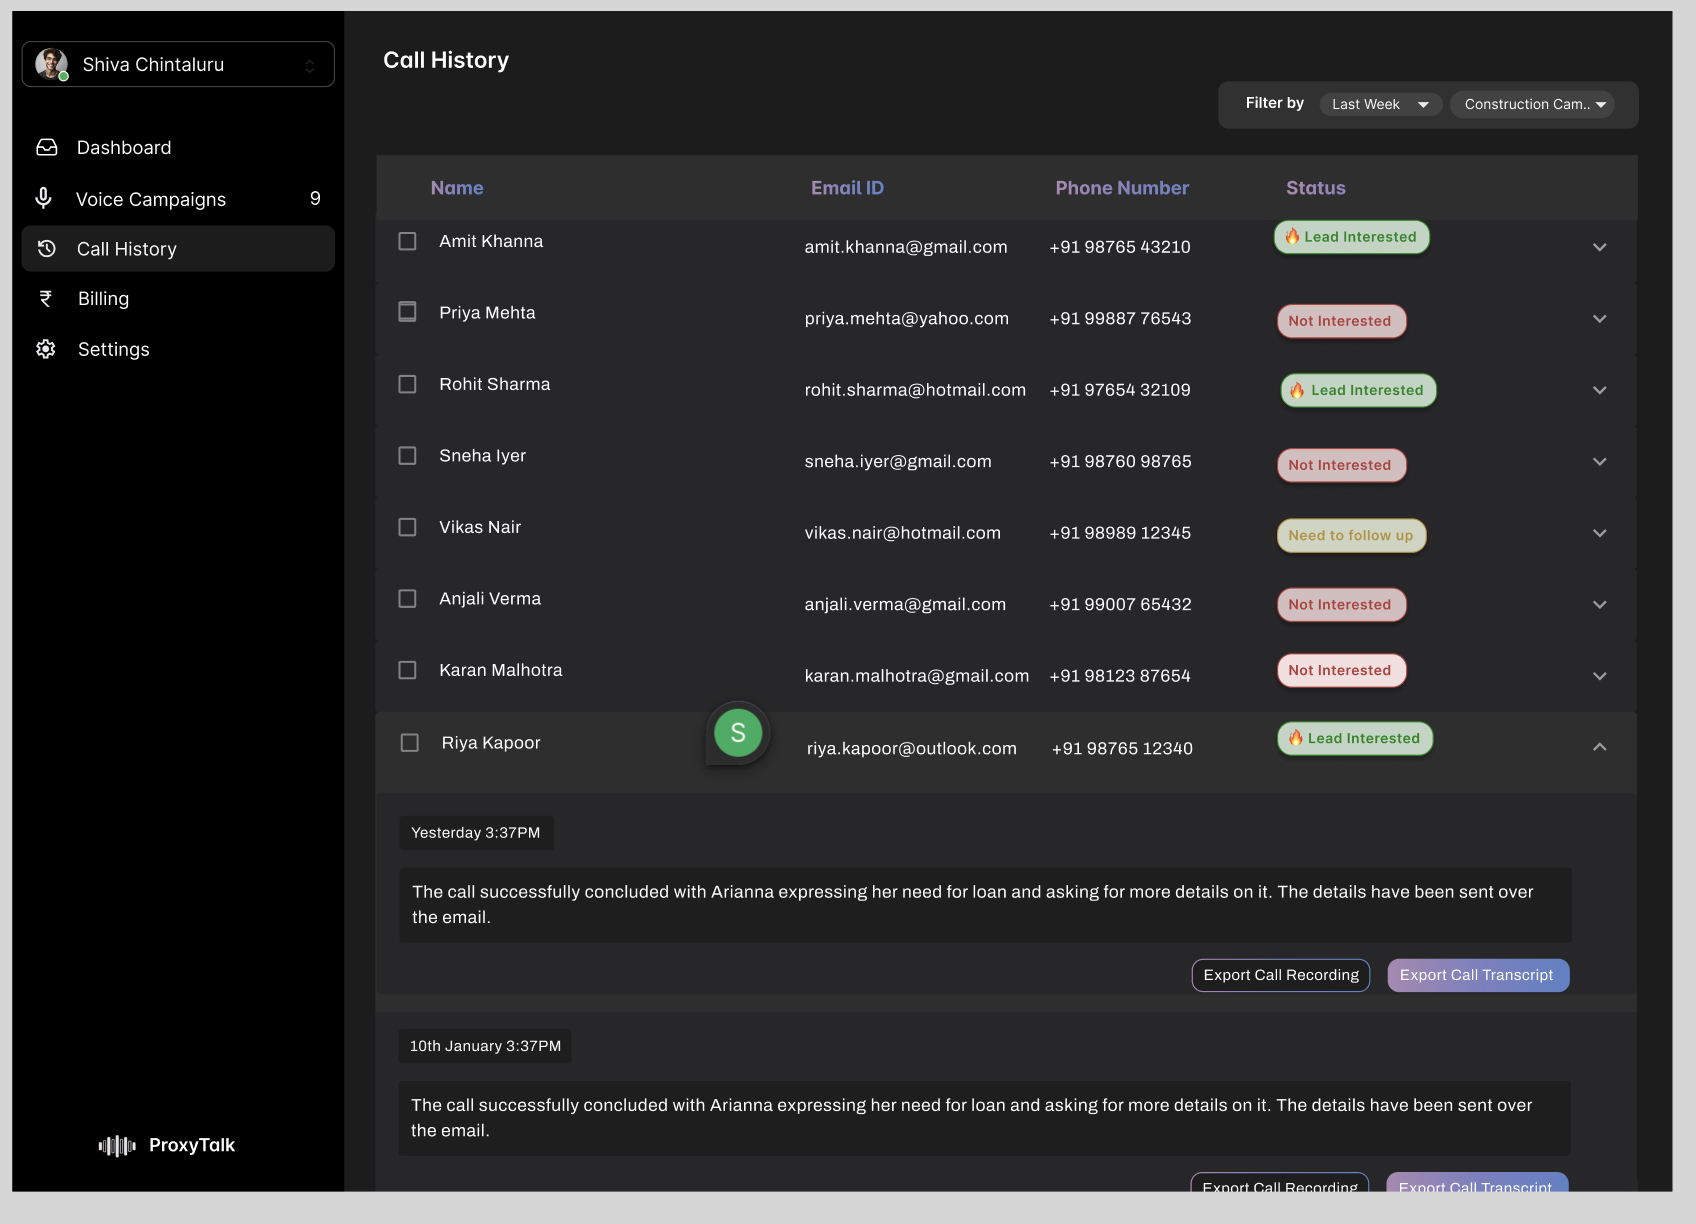 Shiva Chintaluru
Dashboard
Voice Campaigns 9
Call History
Billing
Settings
ProxyTalk
Call History
Filter by Last Week Construction Cam..
Name Email ID Phone Number Status
Amit Khanna amit.khanna@gmail.com +91 98765 43210 🔥 Lead Interested
Priya Mehta priya.mehta@yahoo.com +91 99887 76543 Not Interested
Rohit Sharma rohit.sharma@hotmail.com +91 97654 32109 🔥 Lead Interested
Sneha Iyer sneha.iyer@gmail.com +91 98760 98765 Not Interested
Vikas Nair vikas.nair@hotmail.com +91 98989 12345 Need to follow up
Anjali Verma anjali.verma@gmail.com +91 99007 65432 Not Interested
Karan Malhotra karan.malhotra@gmail.com +91 98123 87654 Not Interested
Riya Kapoor S riya.kapoor@outlook.com +91 98765 12340 🔥 Lead Interested
Yesterday 3:37PM
The call successfully concluded with Arianna expressing her need for loan and asking for more details on it. The details have been sent over
the email.
Export Call Recording Export Call Transcript
10th January 3:37PM
The call successfully concluded with Arianna expressing her need for loan and asking for more details on it. The details have been sent over
the email.
Export Call Recording Export Call Transcript